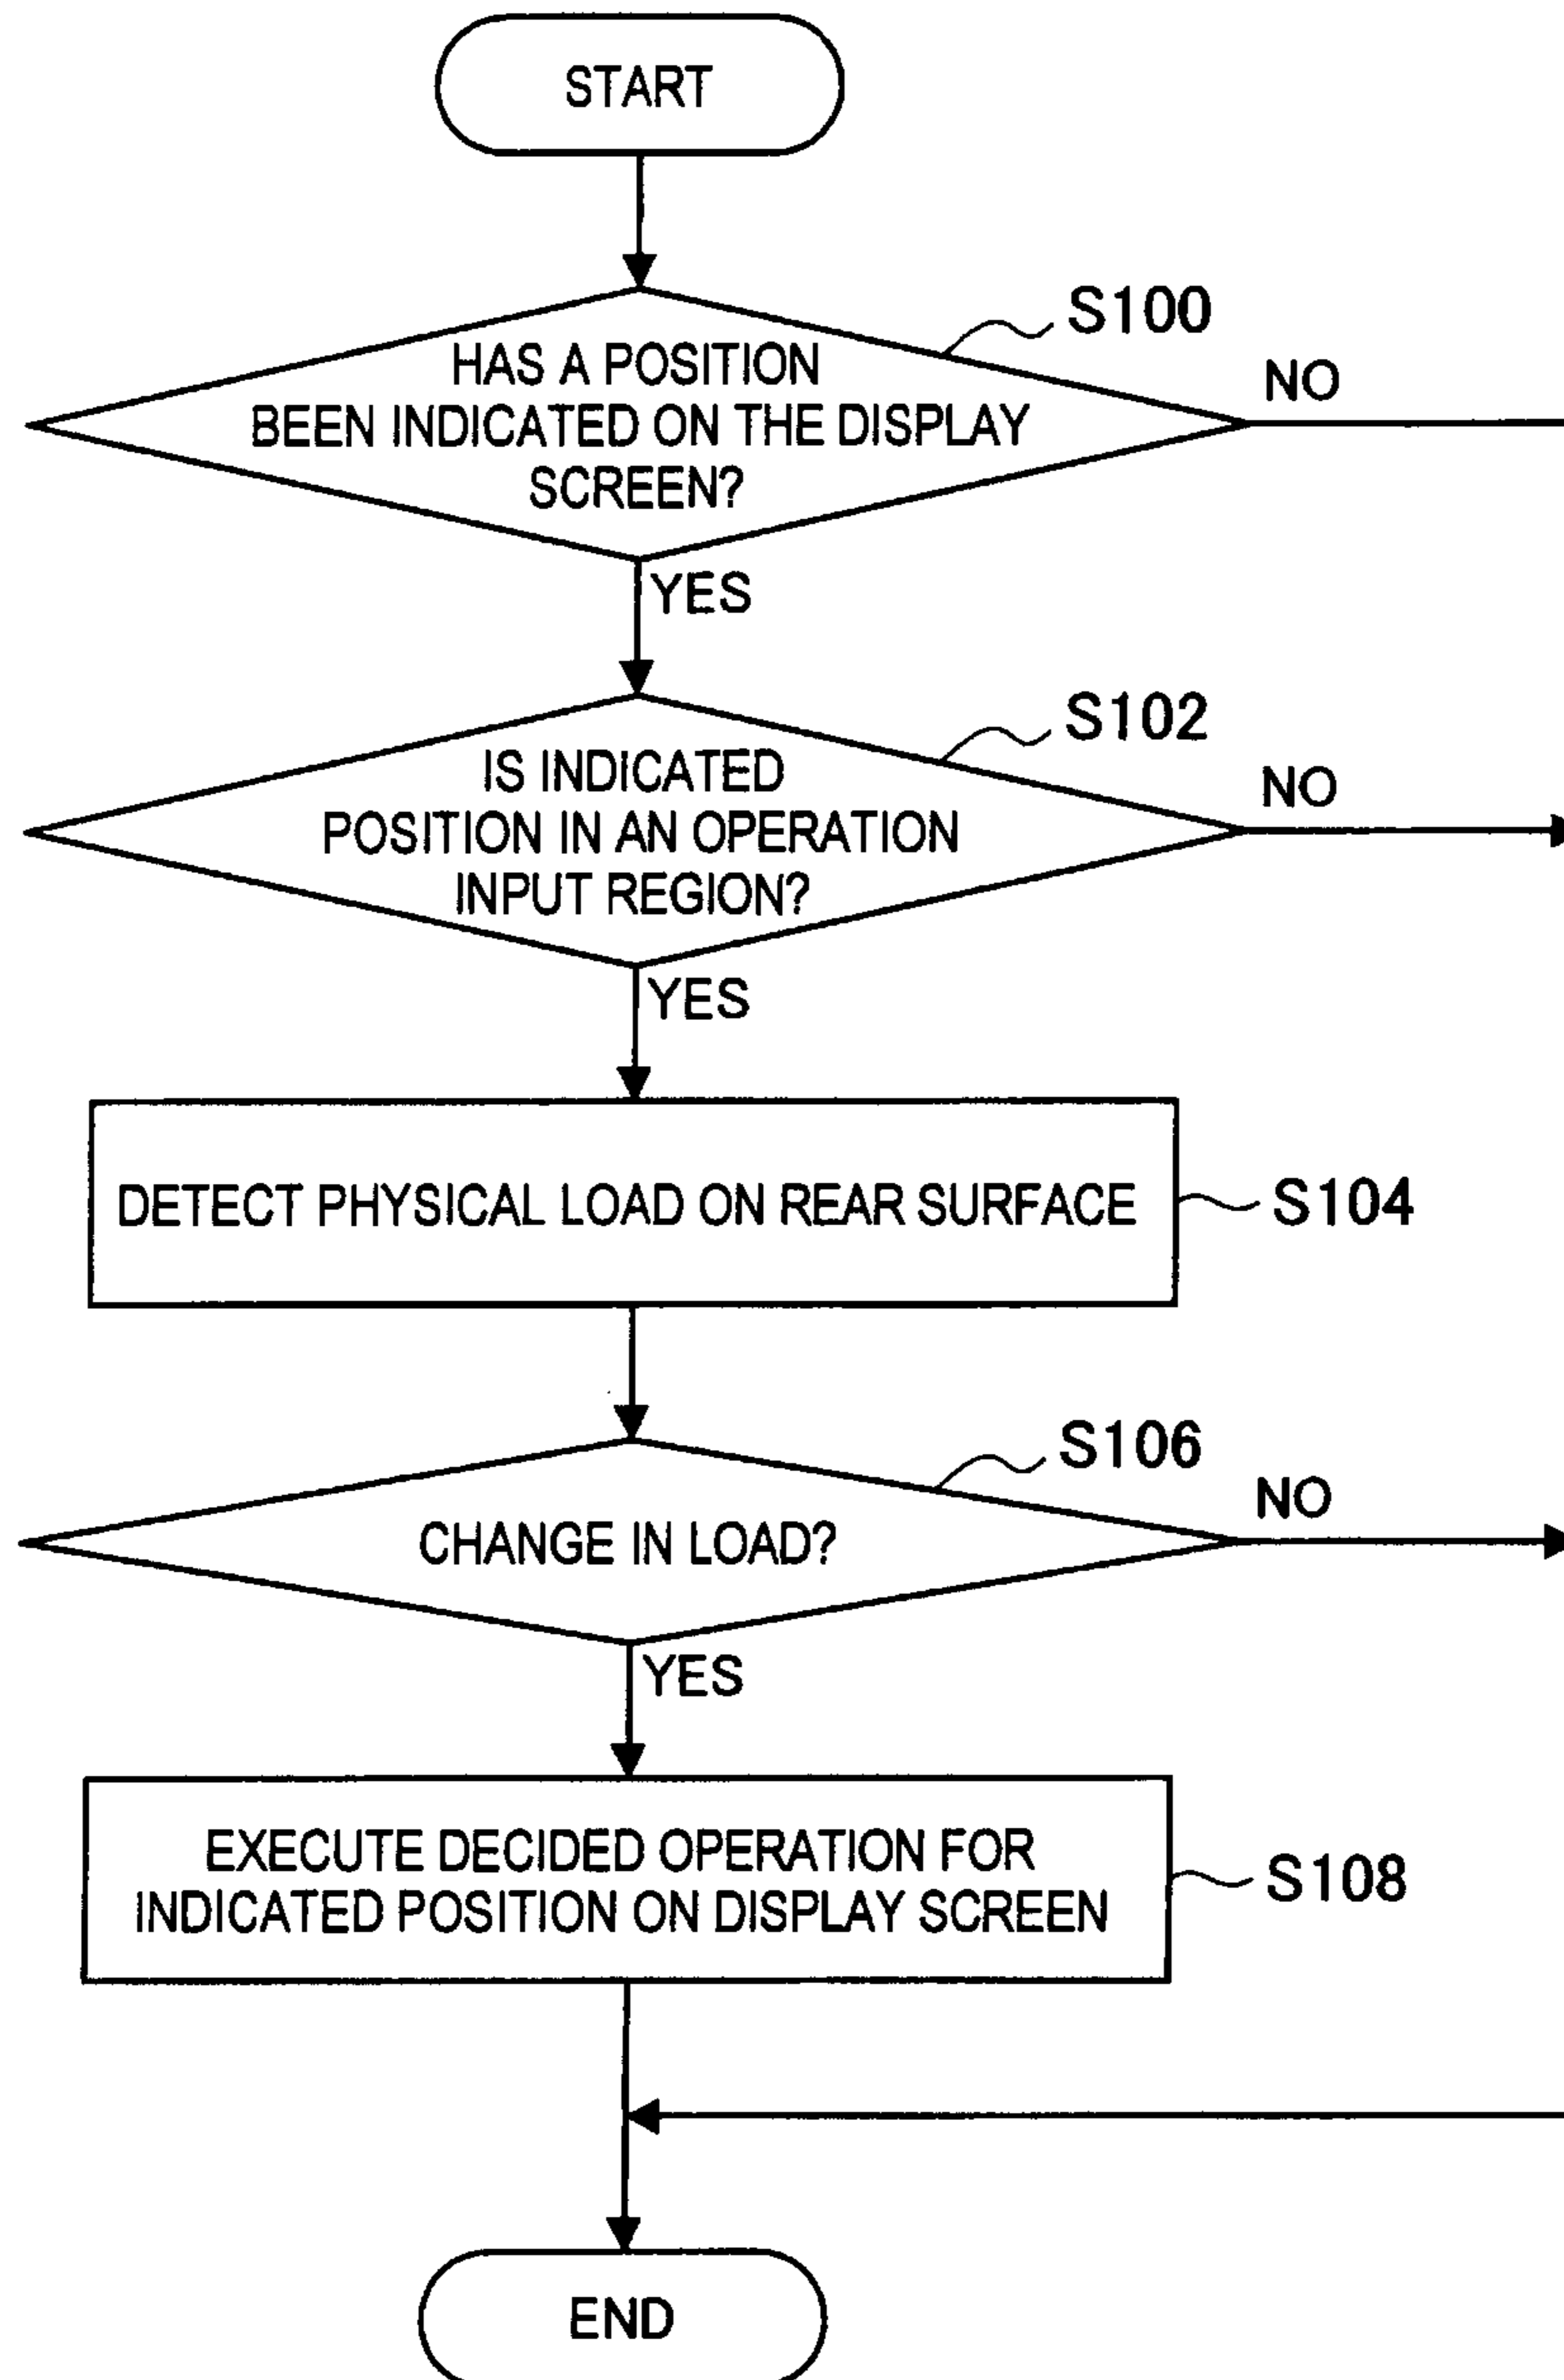 START
S100
HAS A POSITION
BEEN INDICATED ON THE DISPLAY
SCREEN?
NO
YES
S102
IS INDICATED
POSITION IN AN OPERATION
INPUT REGION?
NO
YES
DETECT PHYSICAL LOAD ON REAR SURFACE
S104
S106
CHANGE IN LOAD?
NO
YES
EXECUTE DECIDED OPERATION FOR
INDICATED POSITION ON DISPLAY SCREEN
S108
END